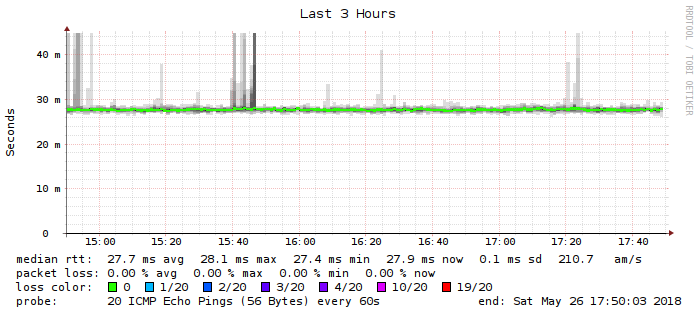 Last 3 Hours
RRDTOOL / TOBI OETIKER
Seconds
40 m
30 m
20 m
10 m
0
15:00 15:20 15:40 16:00 16:20 16:40 17:00 17:20 17:40
median rtt: 27.7 ms avg 28.1 ms max 27.4 ms min 27.9 ms now 0.1 ms sd 210.7 am/s
packet loss: 0.00 % avg 0.00 % max 0.00 % min 0.00 % now
loss color: 0 1/20 2/20 3/20 4/20 10/20 19/20
probe: 20 ICMP Echo Pings (56 Bytes) every 60s end: Sat May 26 17:50:03 2018